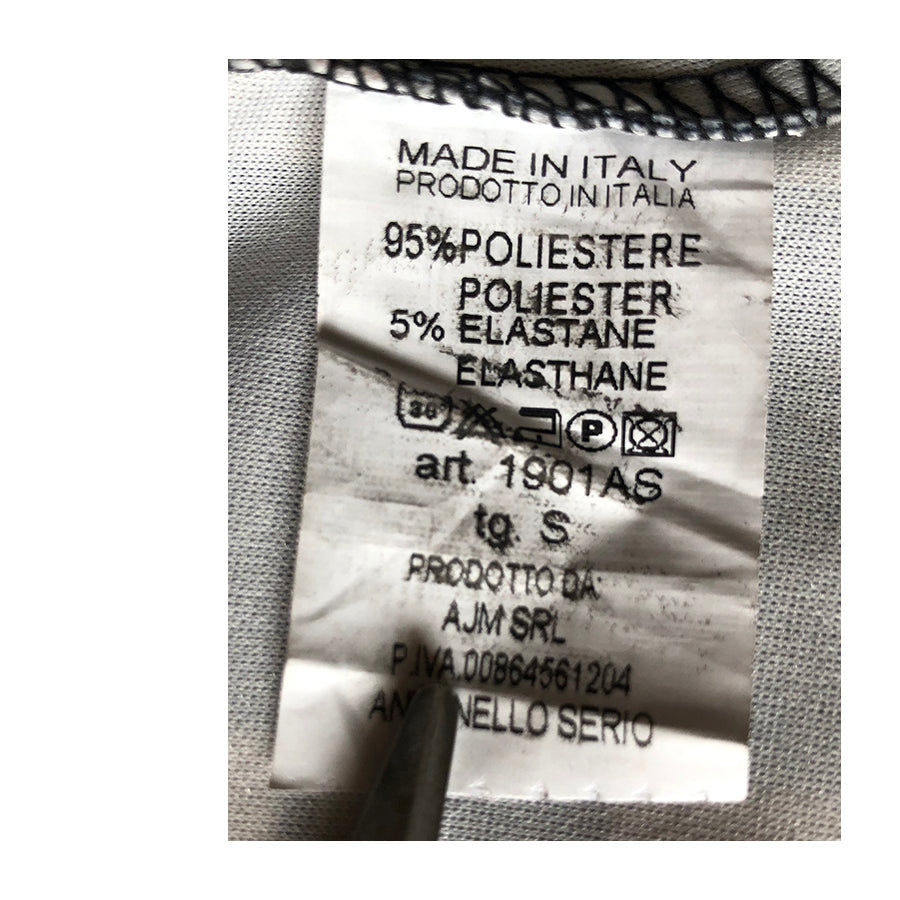 MADE IN ITALY
PRODOTTO IN ITALIA
95% POLIESTERE
POLIESTER
5% ELASTANE
ELASTHANE
30 P
art. 1901AS
tg. S
PRODOTTO DA:
AJM SRL
P.IVA.00864561204
SERIO